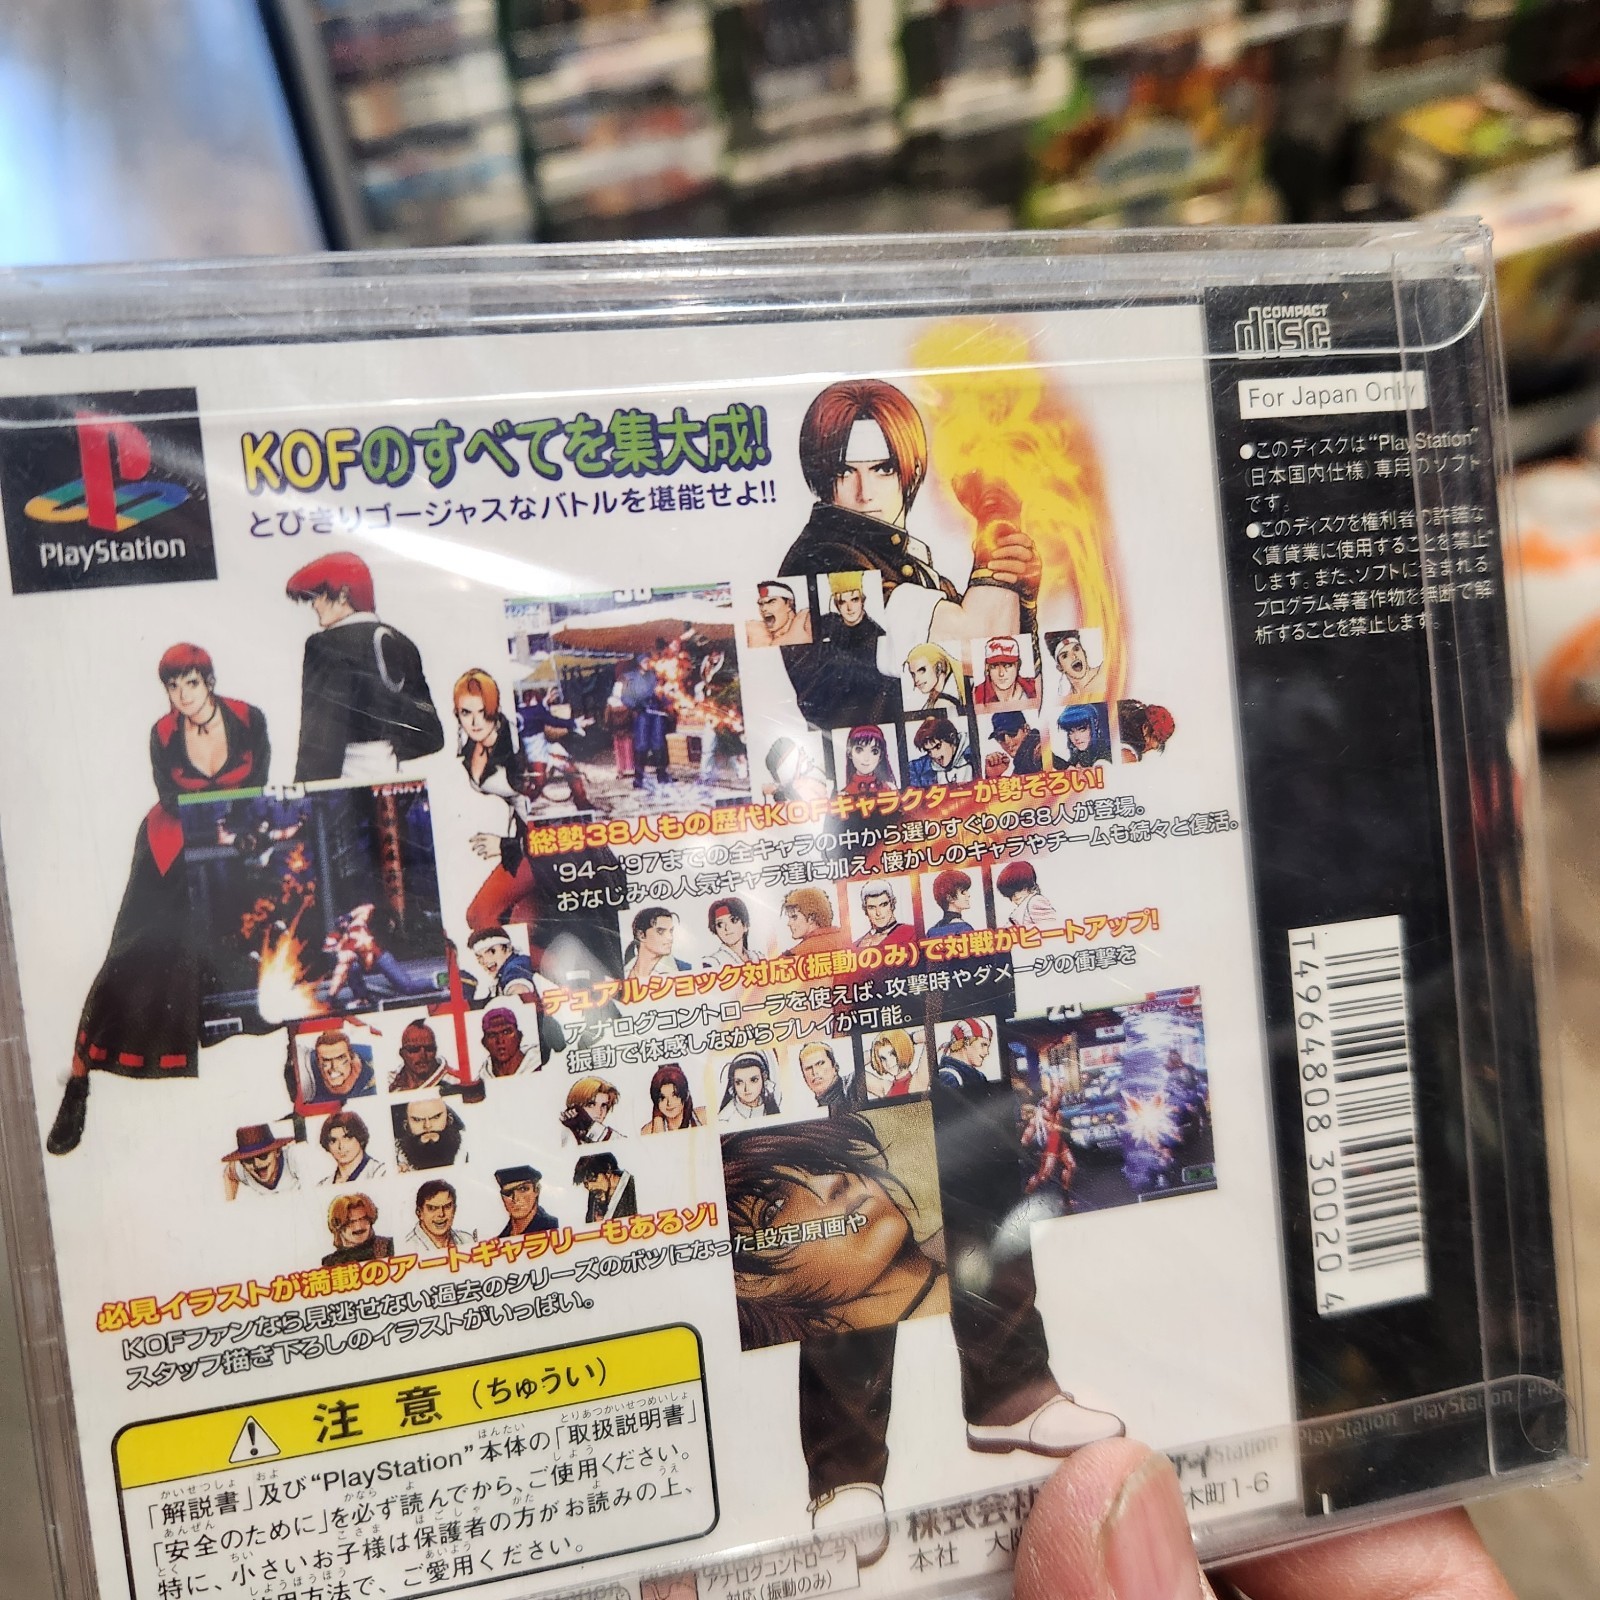 COMPACT
disc
For Japan Only
●このディスクは“PlayStation”
(日本国内仕様)専用のソフト
です。
●このディスクを権利者の許諾な
く賃貸業に使用することを禁止
します。また、ソフトに含まれる
プログラム等著作物を無断で解
析することを禁止します。
PlayStation
KOFのすべてを集大成!
とびきりゴージャスなバトルを堪能せよ!!
総勢38人もの歴代KOFキャラクターが勢ぞろい!
'94～'97までの全キャラの中から選りすぐりの38人が登場。
おなじみの人気キャラ達に加え、懐かしのキャラやチームも続々と復活。
デュアルショック対応(振動のみ)で対戦がヒートアップ!
アナログコントローラを使えば、攻撃時やダメージの衝撃を
振動で体感しながらプレイが可能。
必見イラストが満載のアートギャラリーもあるゾ!
KOFファンなら見逃せない過去のシリーズのボツになった設定原画や
スタッフ描き下ろしのイラストがいっぱい。
注意(ちゅうい)
「解説書」及び“PlayStation”本体の「取扱説明書」
「安全のために」を必ず読んでから、ご使用ください。
特に、小さいお子様は保護者の方がお読みの上、
使用方法で、ご愛用ください。
アナログコントローラ
対応(振動のみ)
株式会社
本社 大阪
木町1-6
T4964808 300204
PlayStation PlayStation